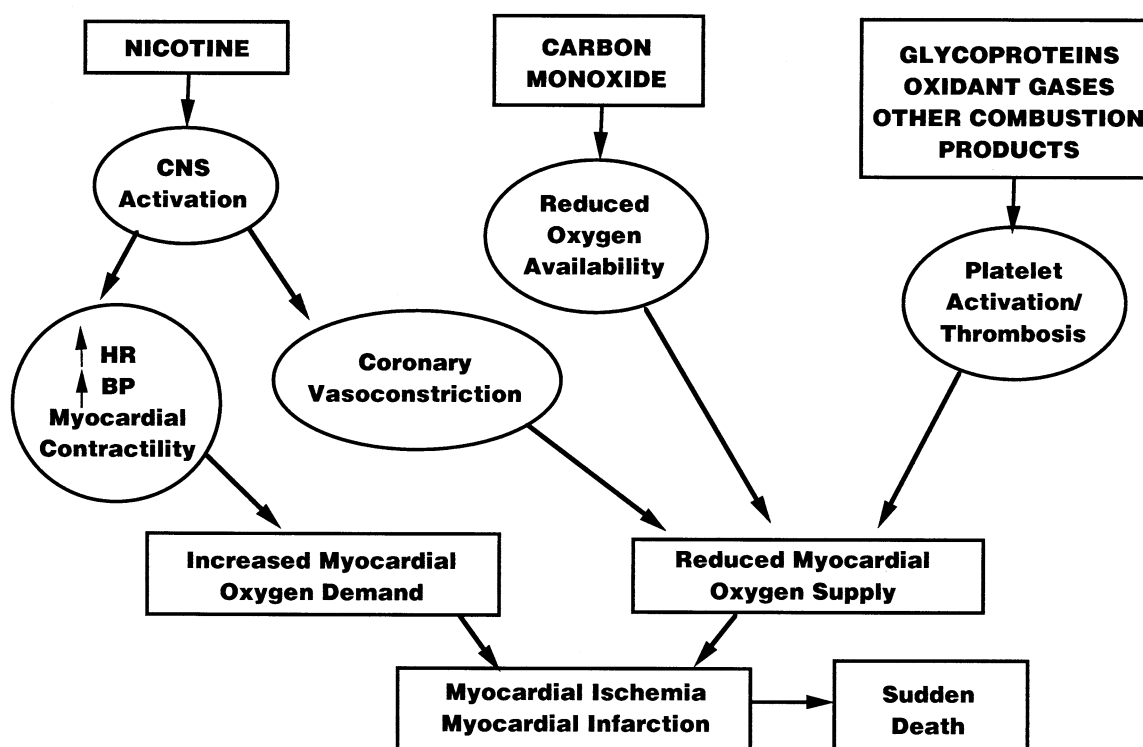 NICOTINE
CARBON
MONOXIDE
GLYCOPROTEINS
OXIDANT GASES
OTHER COMBUSTION
PRODUCTS
CNS
Activation
Reduced
Oxygen
Availability
Platelet
Activation/
Thrombosis
HR
BP
Myocardial
Contractility
Coronary
Vasoconstriction
Increased Myocardial
Oxygen Demand
Reduced Myocardial
Oxygen Supply
Myocardial Ischemia
Myocardial Infarction
Sudden
Death